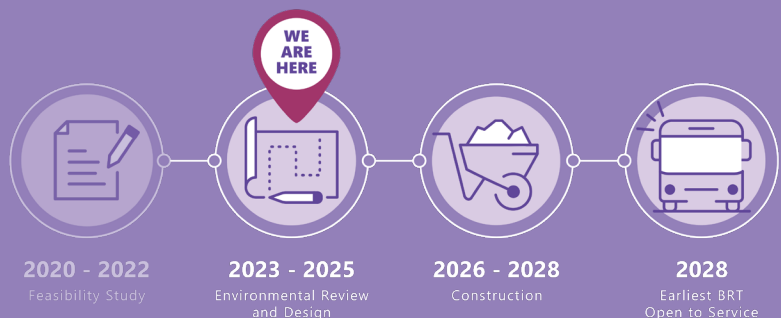 WE
ARE
HERE
2020 - 2022
Feasibility Study
2023 - 2025
Environmental Review
and Design
2026 - 2028
Construction
2028
Earliest BRT
Open to Service